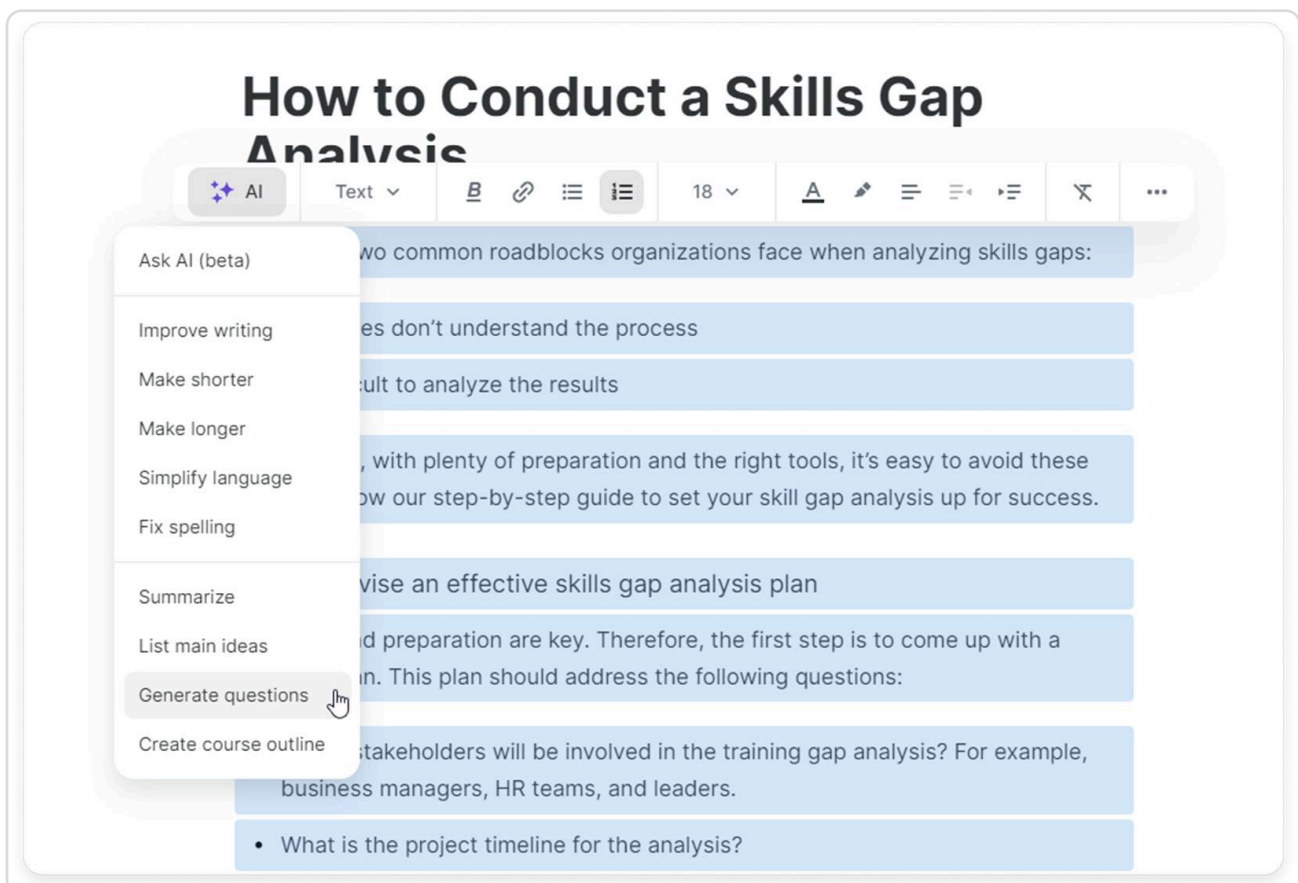 How to Conduct a Skills Gap
Analysis
AI Text B 18 A
Ask AI (beta)
Improve writing
Make shorter
Make longer
Simplify language
Fix spelling
Summarize
List main ideas
Generate questions
Create course outline
common roadblocks organizations face when analyzing skills gaps:
don’t understand the process
to analyze the results
, with plenty of preparation and the right tools, it’s easy to avoid these
our step-by-step guide to set your skill gap analysis up for success.
an effective skills gap analysis plan
preparation are key. Therefore, the first step is to come up with a
This plan should address the following questions:
stakeholders will be involved in the training gap analysis? For example,
business managers, HR teams, and leaders.
• What is the project timeline for the analysis?